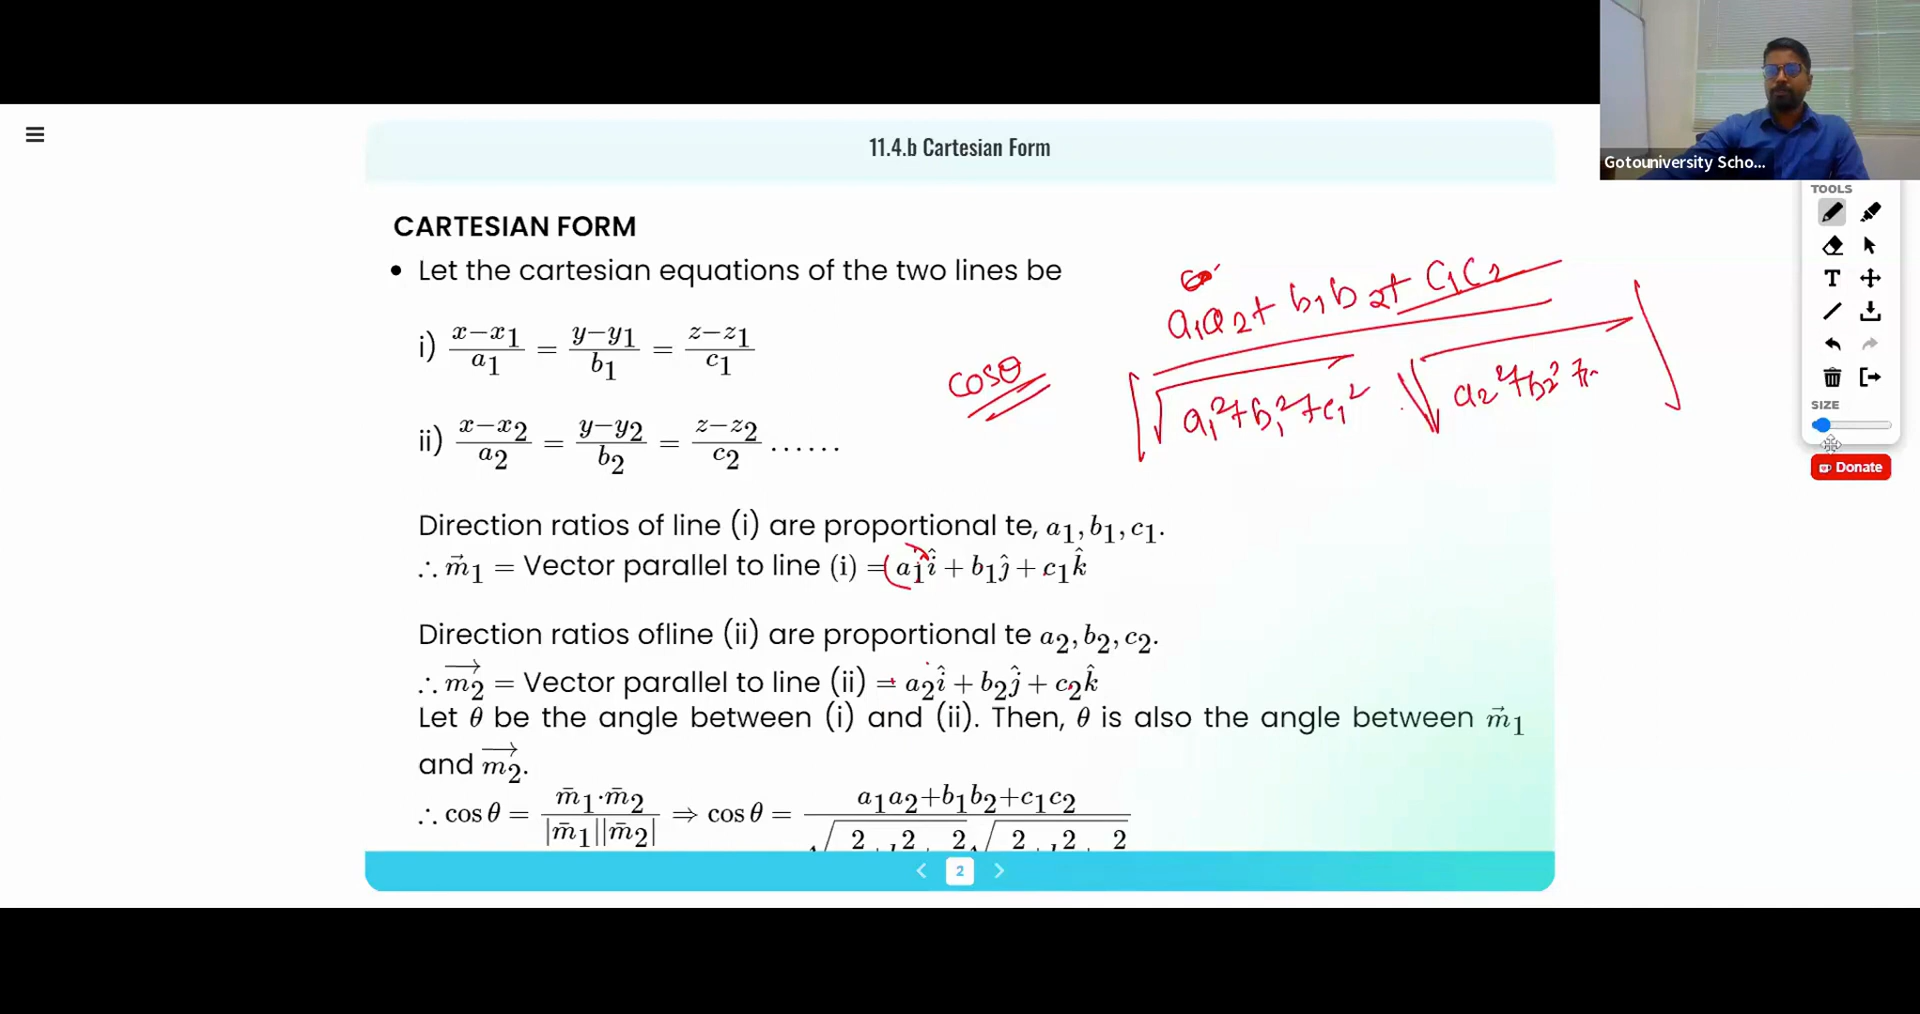 Gotouniversity Scho...
11.4.b Cartesian Form
TOOLS
CARTESIAN FORM
• Let the cartesian equations of the two lines be
i) x−x1/a1 = y−y1/b1 = z−z1/c1
a1a2+ b1b2+ c1c2
cosθ
√a1²+b1²+c1² · √a2²+b2²+
T
SIZE
Donate
ii) x−x2/a2 = y−y2/b2 = z−z2/c2 ......
Direction ratios of line (i) are proportional te, a1, b1, c1.
∴ m⃗1 = Vector parallel to line (i) = a1î + b1ĵ + c1k̂
Direction ratios ofline (ii) are proportional te a2, b2, c2.
∴ m⃗2 = Vector parallel to line (ii) = a2î + b2ĵ + c2k̂
Let θ be the angle between (i) and (ii). Then, θ is also the angle between m⃗1
and m⃗2.
∴ cos θ = m̄1·m̄2/|m̄1||m̄2| ⇒ cos θ = a1a2+b1b2+c1c2
< 2 >